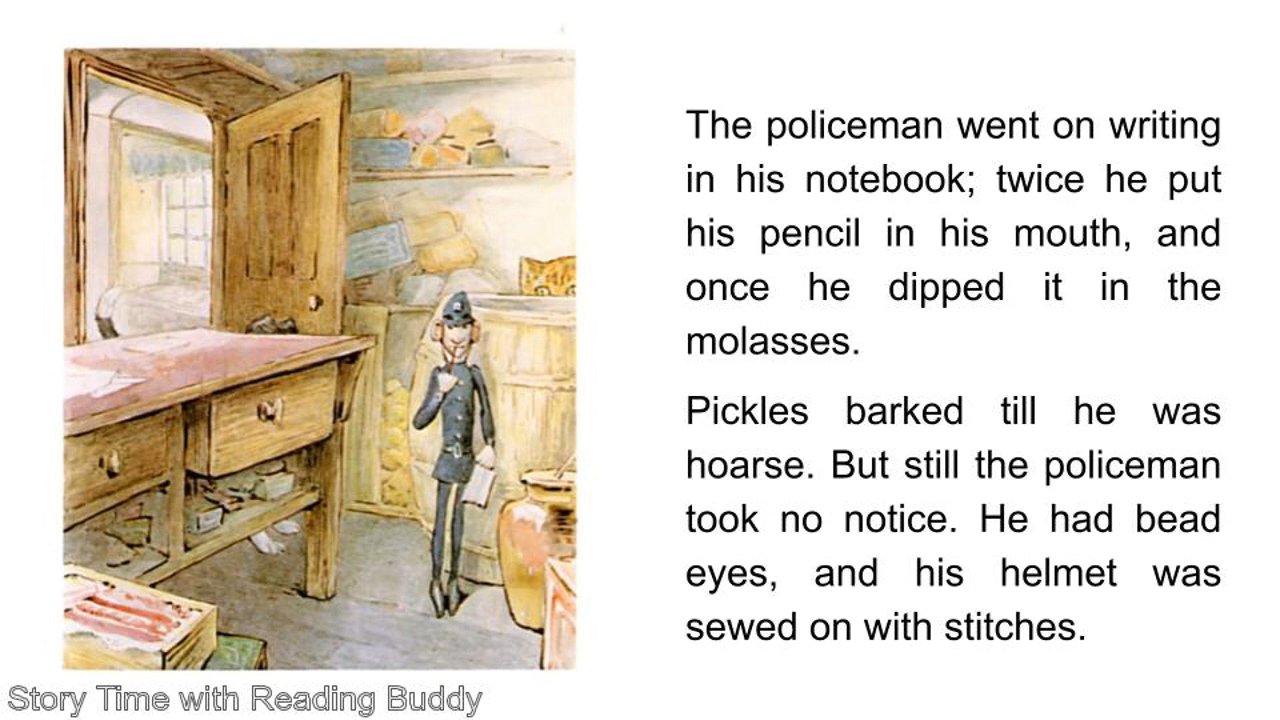 The policeman went on writing
in his notebook; twice he put
his pencil in his mouth, and
once he dipped it in the
molasses.
Pickles barked till he was
hoarse. But still the policeman
took no notice. He had bead
eyes, and his helmet was
sewed on with stitches.
Story Time with Reading Buddy